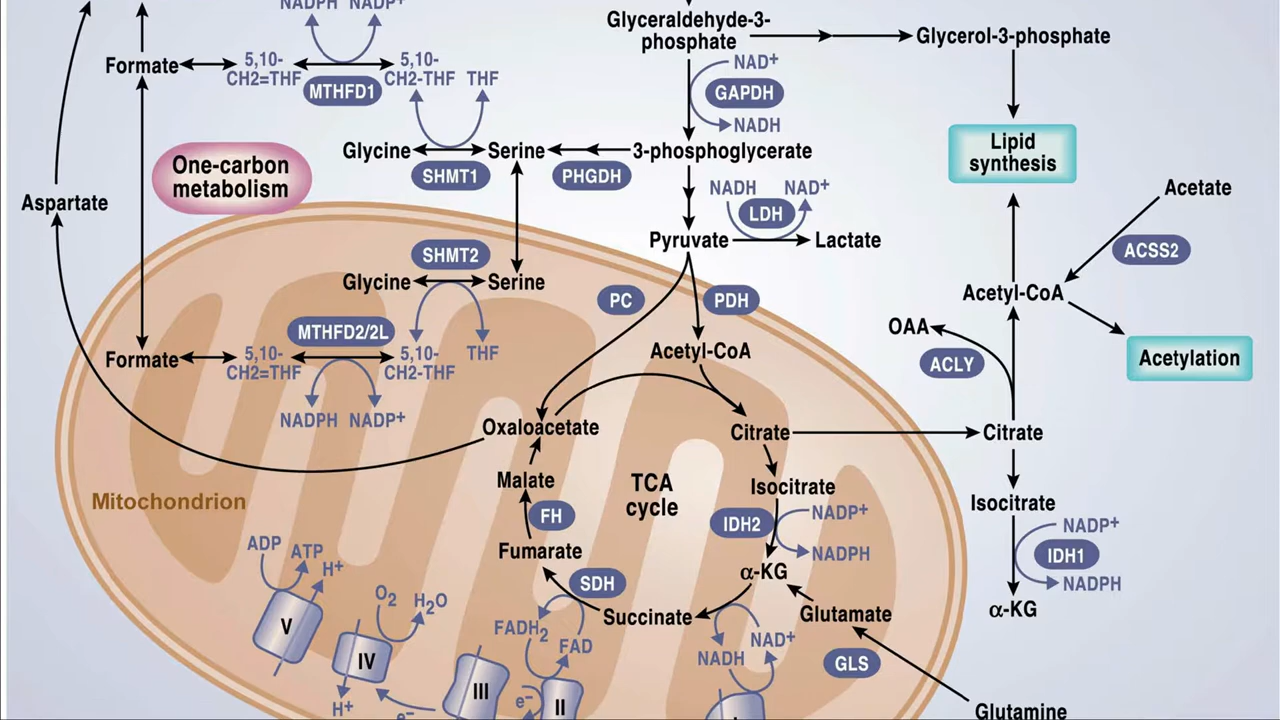 NADPH NADP+
Glyceraldehyde-3-
phosphate
Glycerol-3-phosphate
Formate
5,10-
CH2=THF
5,10-
CH2-THF
THF
MTHFD1
NAD+
GAPDH
NADH
Glycine
Serine
3-phosphoglycerate
SHMT1
PHGDH
Lipid
synthesis
One-carbon
metabolism
Aspartate
NADH
NAD+
LDH
Pyruvate
Lactate
Acetate
ACSS2
SHMT2
Glycine
Serine
PC
PDH
Acetyl-CoA
OAA
ACLY
Acetylation
MTHFD2/2L
Formate
5,10-
CH2=THF
5,10-
CH2-THF
THF
NADPH
NADP+
Acetyl-CoA
Oxaloacetate
Citrate
Citrate
Malate
TCA
cycle
Isocitrate
Isocitrate
Mitochondrion
FH
IDH2
NADP+
NADPH
NADP+
IDH1
NADPH
Fumarate
α-KG
α-KG
SDH
Succinate
Glutamate
ADP
ATP
H+
O2
H2O
FADH2
FAD
NADH
NAD+
GLS
V
IV
III
II
I
H+
e−
e−
Glutamine